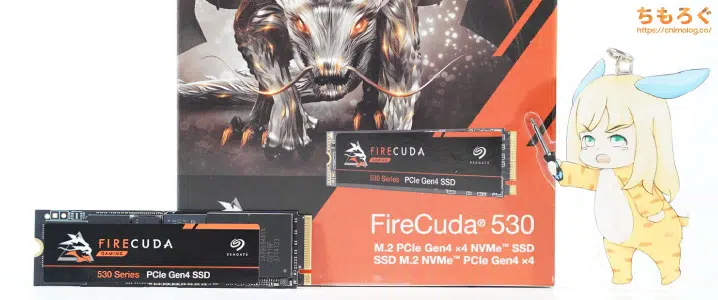 ちもろぐ
https://chimolog.co/
FIRECUDA
GAMING
SEAGATE
530 Series PCIe Gen4 SSD
FireCuda® 530
M.2 PCIe Gen4 ×4 NVMe™ SSD
SSD M.2 NVMe™ PCIe Gen4 ×4
FIRECUDA
GAMING
SEAGATE
530 Series PCIe Gen4 SSD